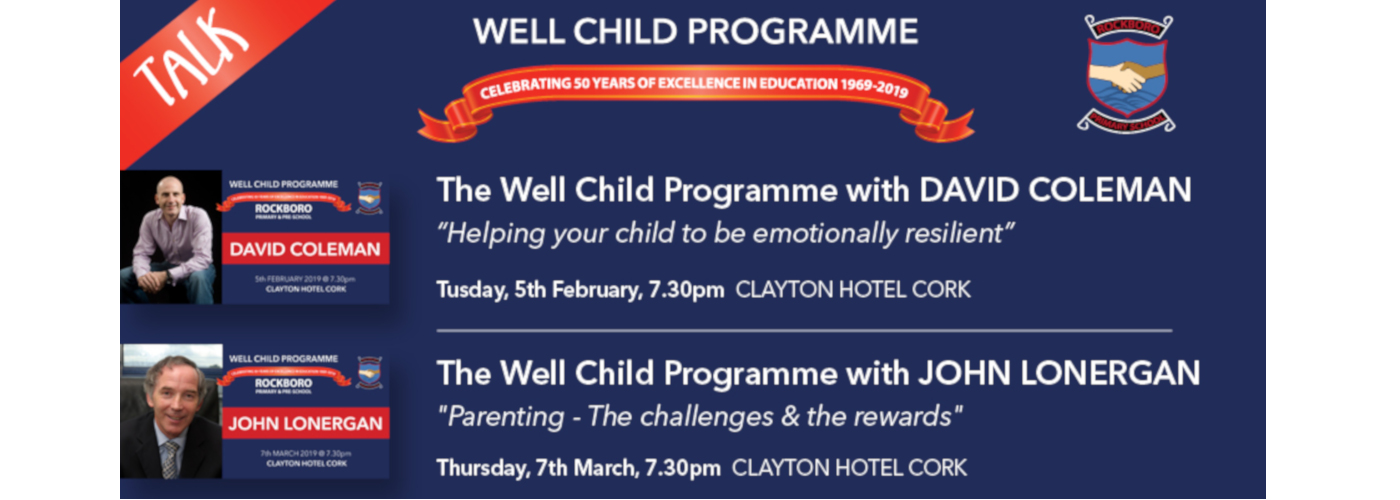 TALK
WELL CHILD PROGRAMME
CELEBRATING 50 YEARS OF EXCELLENCE IN EDUCATION 1969-2019
ROCKBORO
PRIMARY SCHOOL
WELL CHILD PROGRAMME
ROCKBORO
PRIMARY & PRE-SCHOOL
DAVID COLEMAN
5th FEBRUARY 2019 @ 7.30pm
CLAYTON HOTEL CORK
The Well Child Programme with DAVID COLEMAN
"Helping your child to be emotionally resilient"
Tusday, 5th February, 7.30pm CLAYTON HOTEL CORK
WELL CHILD PROGRAMME
ROCKBORO
PRIMARY & PRE-SCHOOL
JOHN LONERGAN
7th MARCH 2019 @ 7.30pm
CLAYTON HOTEL CORK
The Well Child Programme with JOHN LONERGAN
"Parenting - The challenges & the rewards"
Thursday, 7th March, 7.30pm CLAYTON HOTEL CORK